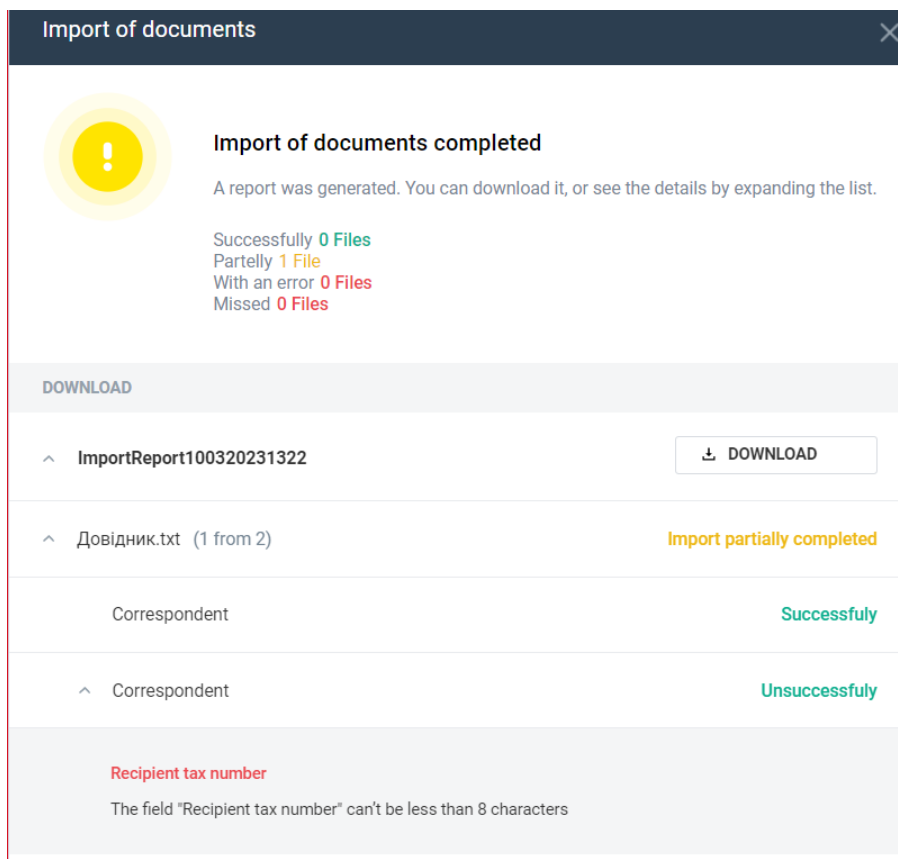 Import of documents
Import of documents completed
A report was generated. You can download it, or see the details by expanding the list.
Successfully 0 Files
Partelly 1 File
With an error 0 Files
Missed 0 Files
DOWNLOAD
ImportReport100320231322 DOWNLOAD
Довідник.txt (1 from 2) Import partially completed
Correspondent Successfuly
Correspondent Unsuccessfuly
Recipient tax number
The field "Recipient tax number" can't be less than 8 characters